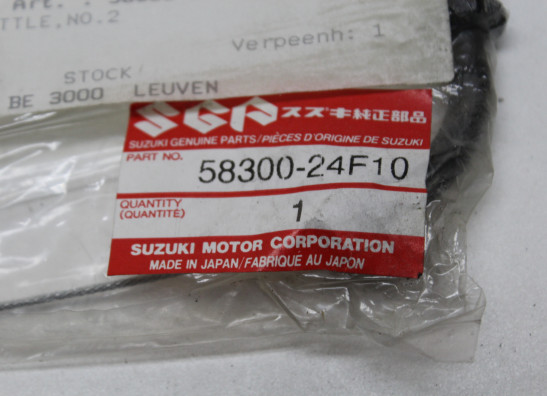 Art. :
TTLE,NO.2
Verpeenh: 1
STOCK
BE 3000 LEUVEN
SGP スズキ純正部品
SUZUKI GENUINE PARTS/PIÈCES D'ORIGINE DE SUZUKI
PART NO.
58300-24F10
QUANTITY
(QUANTITÉ)
1
SUZUKI MOTOR CORPORATION
MADE IN JAPAN/FABRIQUE AU JAPON